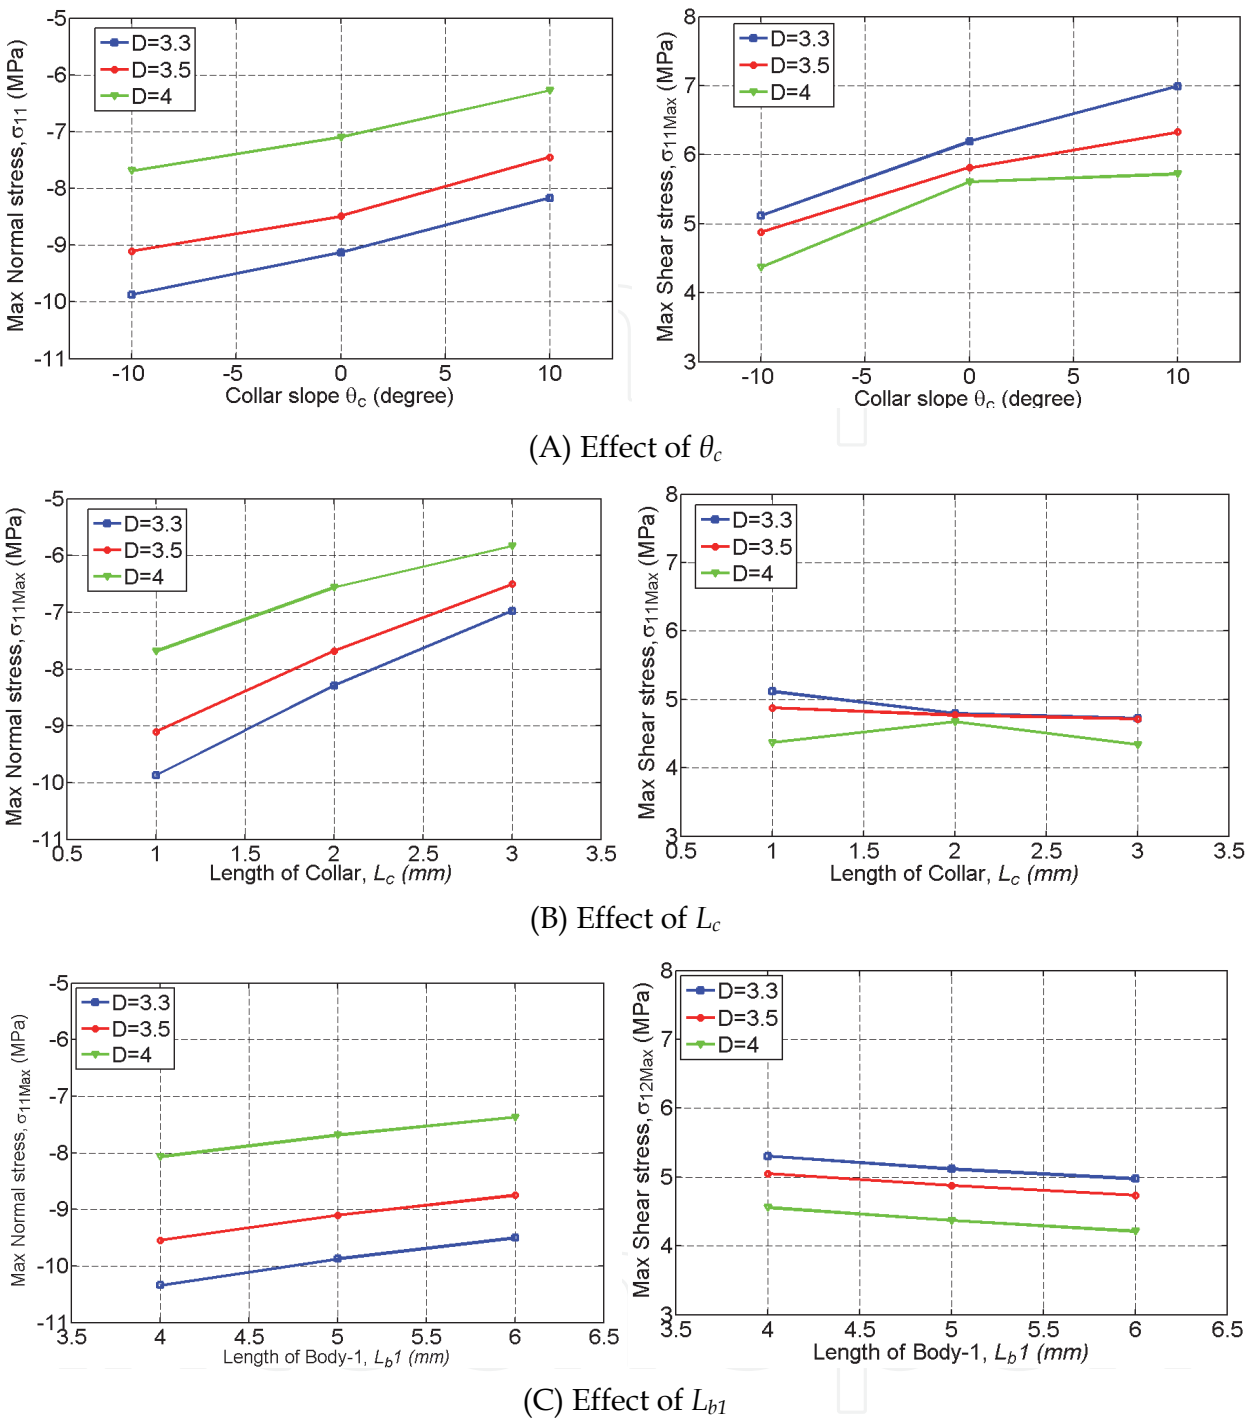 Max Normal stress, σ11 (MPa)
-5
-6
-7
-8
-9
-10
-11
D=3.3
D=3.5
D=4
-10 -5 0 5 10
Collar slope θc (degree)
Max Shear stress, σ11Max (MPa)
8
7
6
5
4
3
D=3.3
D=3.5
D=4
-10 -5 0 5 10
Collar slope θc (degree)
(A) Effect of θc
Max Normal stress, σ11Max (MPa)
-5
-6
-7
-8
-9
-10
-11
D=3.3
D=3.5
D=4
0.5 1 1.5 2 2.5 3 3.5
Length of Collar, Lc (mm)
Max Shear stress, σ11Max (MPa)
8
7
6
5
4
3
D=3.3
D=3.5
D=4
0.5 1 1.5 2 2.5 3 3.5
Length of Collar, Lc (mm)
(B) Effect of Lc
Max Normal stress, σ11Max (MPa)
-5
-6
-7
-8
-9
-10
-11
D=3.3
D=3.5
D=4
3.5 4 4.5 5 5.5 6 6.5
Length of Body-1, Lb1 (mm)
Max Shear stress, σ12Max (MPa)
8
7
6
5
4
3
D=3.3
D=3.5
D=4
3.5 4 4.5 5 5.5 6 6.5
Length of Body-1, Lb1 (mm)
(C) Effect of Lb1